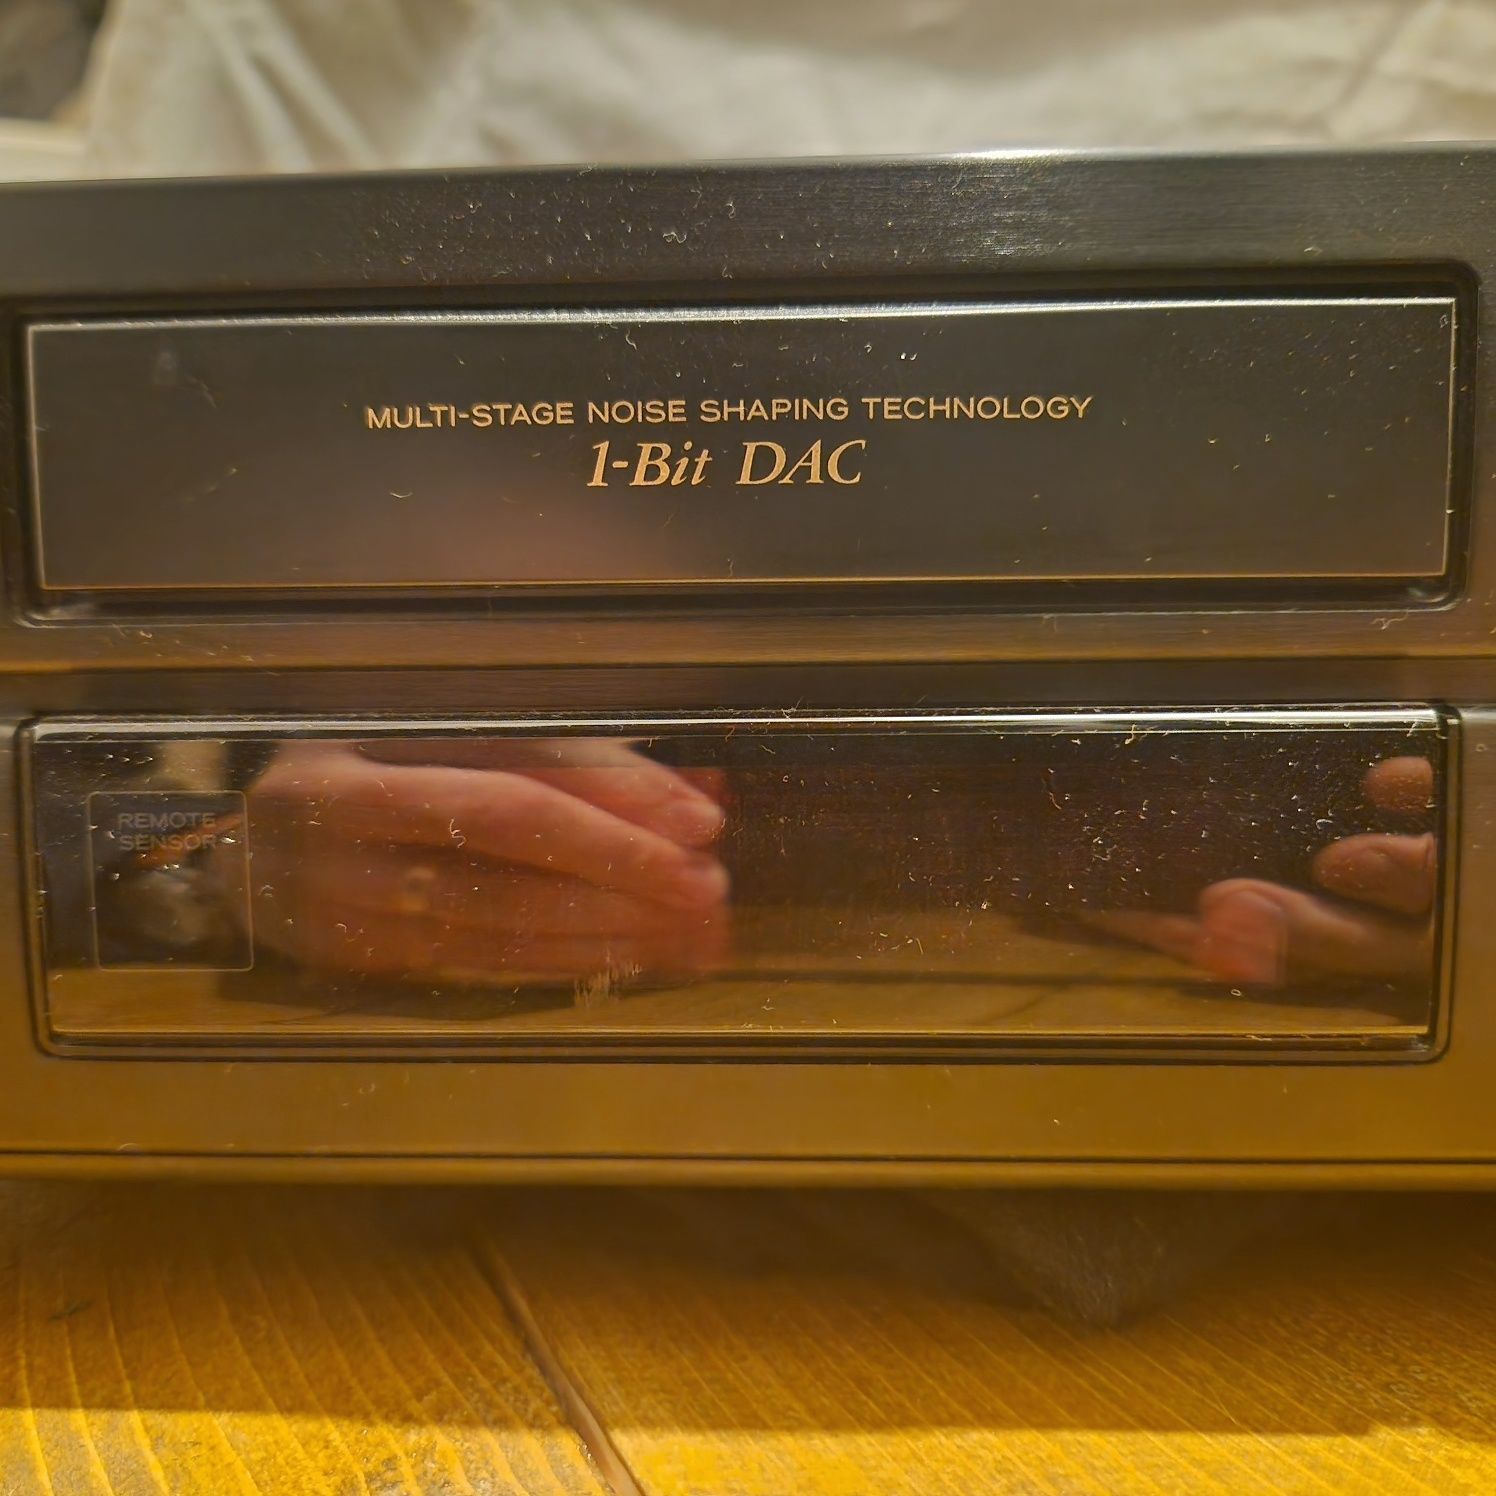 MULTI-STAGE NOISE SHAPING TECHNOLOGY
1-Bit DAC
REMOTE
SENSOR